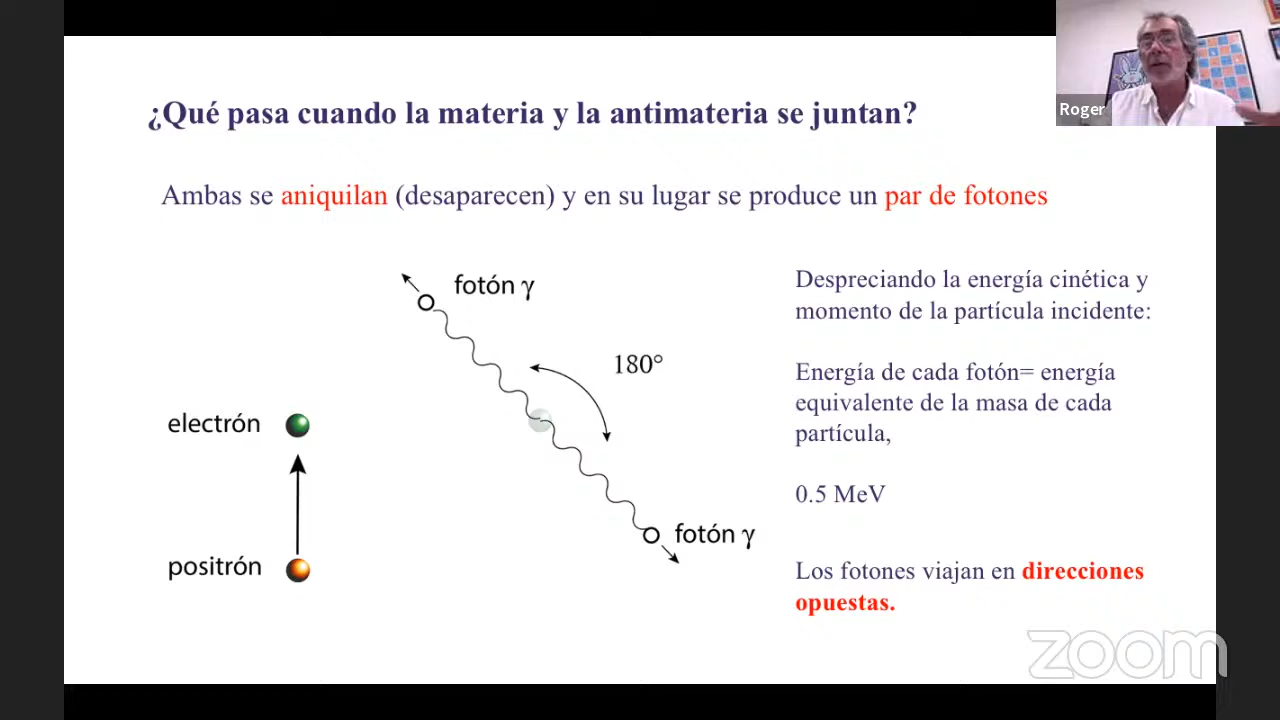 ¿Qué pasa cuando la materia y la antimateria se juntan?
Roger
Ambas se aniquilan (desaparecen) y en su lugar se produce un par de fotones
fotón γ
180°
electrón
positrón
fotón γ
Despreciando la energía cinética y
momento de la partícula incidente:
Energía de cada fotón= energía
equivalente de la masa de cada
partícula,
0.5 MeV
Los fotones viajan en direcciones
opuestas.
zoom